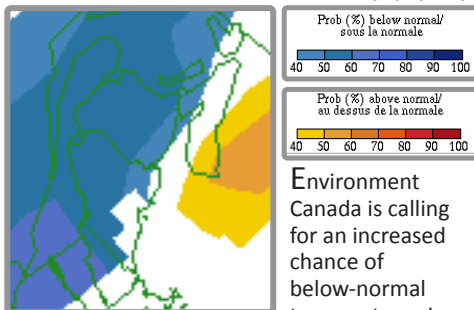 Prob (%) below normal/
sous la normale
40 50 60 70 80 90 100
Prob (%) above normal/
au dessus de la normale
40 50 60 70 80 90 100
Environment
Canada is calling
for an increased
chance of
below-normal